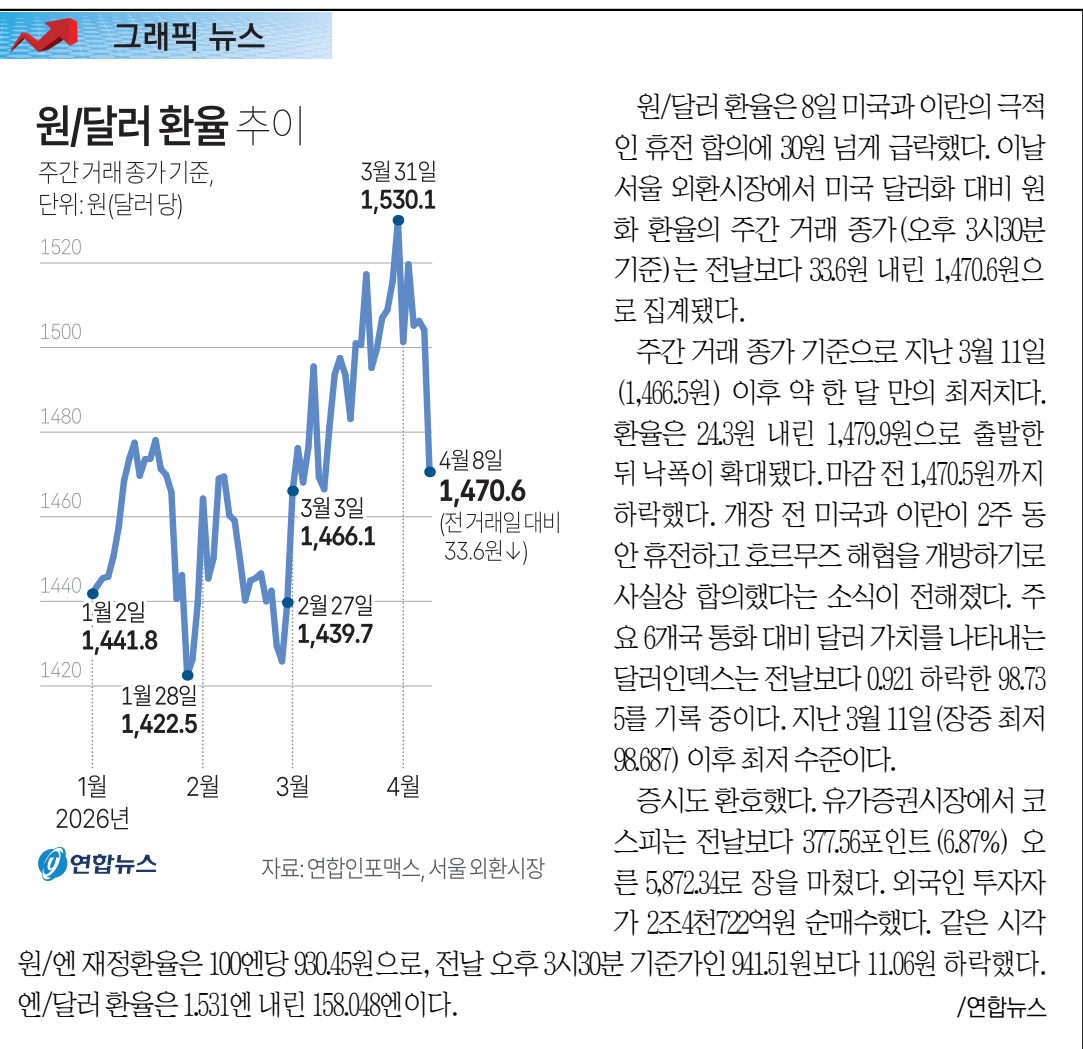 그래픽 뉴스
원/달러 환율 추이
주간 거래 종가 기준,
단위: 원(달러 당)
3월 31일
1,530.1
1520
1500
1480
1460
1440
1420
4월 8일
1,470.6
(전 거래일 대비
33.6원↓)
3월 3일
1,466.1
2월 27일
1,439.7
1월 2일
1,441.8
1월 28일
1,422.5
1월
2월
3월
4월
2026년
연합뉴스
자료: 연합인포맥스, 서울 외환시장
원/달러 환율은 8일 미국과 이란의 극적
인 휴전 합의에 30원 넘게 급락했다. 이날
서울 외환시장에서 미국 달러화 대비 원
화 환율의 주간 거래 종가(오후 3시30분
기준)는 전날보다 33.6원 내린 1,470.6원으
로 집계됐다.
주간 거래 종가 기준으로 지난 3월 11일
(1,466.5원) 이후 약 한 달 만의 최저치다.
환율은 24.3원 내린 1,479.9원으로 출발한
뒤 낙폭이 확대됐다. 마감 전 1,470.5원까지
하락했다. 개장 전 미국과 이란이 2주 동
안 휴전하고 호르무즈 해협을 개방하기로
사실상 합의했다는 소식이 전해졌다. 주
요 6개국 통화 대비 달러 가치를 나타내는
달러인덱스는 전날보다 0.921 하락한 98.73
5를 기록 중이다. 지난 3월 11일(장중 최저
98.687) 이후 최저 수준이다.
증시도 환호했다. 유가증권시장에서 코
스피는 전날보다 377.56포인트(6.87%) 오
른 5,872.34로 장을 마쳤다. 외국인 투자자
가 2조4천722억원 순매수했다. 같은 시각
원/엔 재정환율은 100엔당 930.45원으로, 전날 오후 3시30분 기준가인 941.51원보다 11.06원 하락했다.
엔/달러 환율은 1.531엔 내린 158.048엔이다.
/연합뉴스